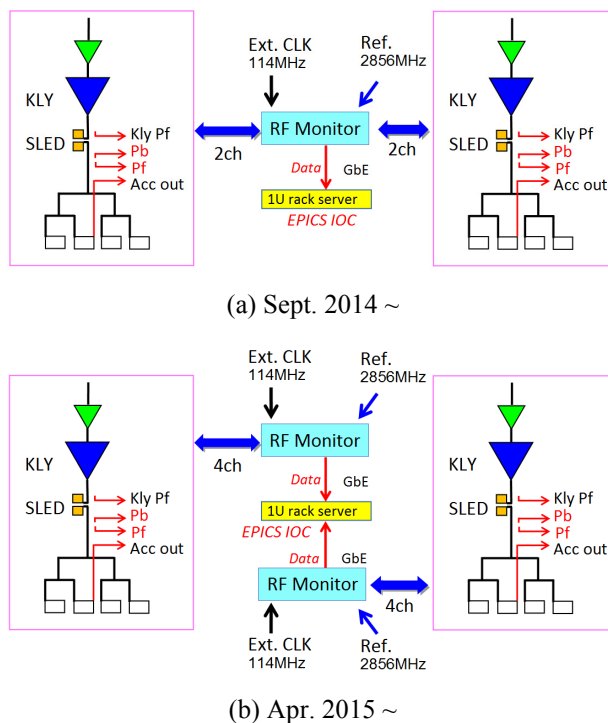 Ext. CLK
114MHz
Ref.
2856MHz
KLY
SLED
Kly Pf
Pb
Pf
Acc out
2ch
RF Monitor
2ch
Data
GbE
1U rack server
EPICS IOC
KLY
SLED
Kly Pf
Pb
Pf
Acc out
(a) Sept. 2014 ~
Ext. CLK
114MHz
Ref.
2856MHz
KLY
SLED
Kly Pf
Pb
Pf
Acc out
4ch
RF Monitor
Data
GbE
1U rack server
EPICS IOC
Data
GbE
RF Monitor
4ch
Ext. CLK
114MHz
Ref.
2856MHz
KLY
SLED
Kly Pf
Pb
Pf
Acc out
(b) Apr. 2015 ~